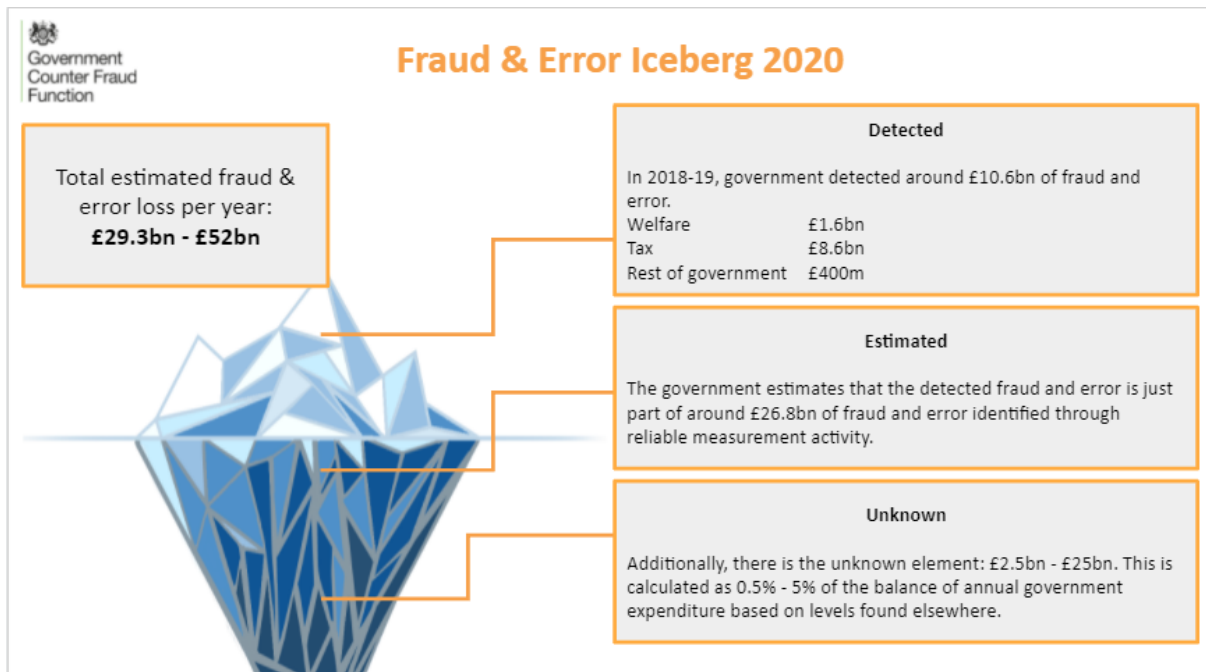 Government
Counter Fraud
Function
Fraud & Error Iceberg 2020
Total estimated fraud &
error loss per year:
£29.3bn - £52bn
Detected
In 2018-19, government detected around £10.6bn of fraud and
error.
Welfare £1.6bn
Tax £8.6bn
Rest of government £400m
Estimated
The government estimates that the detected fraud and error is just
part of around £26.8bn of fraud and error identified through
reliable measurement activity.
Unknown
Additionally, there is the unknown element: £2.5bn - £25bn. This is
calculated as 0.5% - 5% of the balance of annual government
expenditure based on levels found elsewhere.